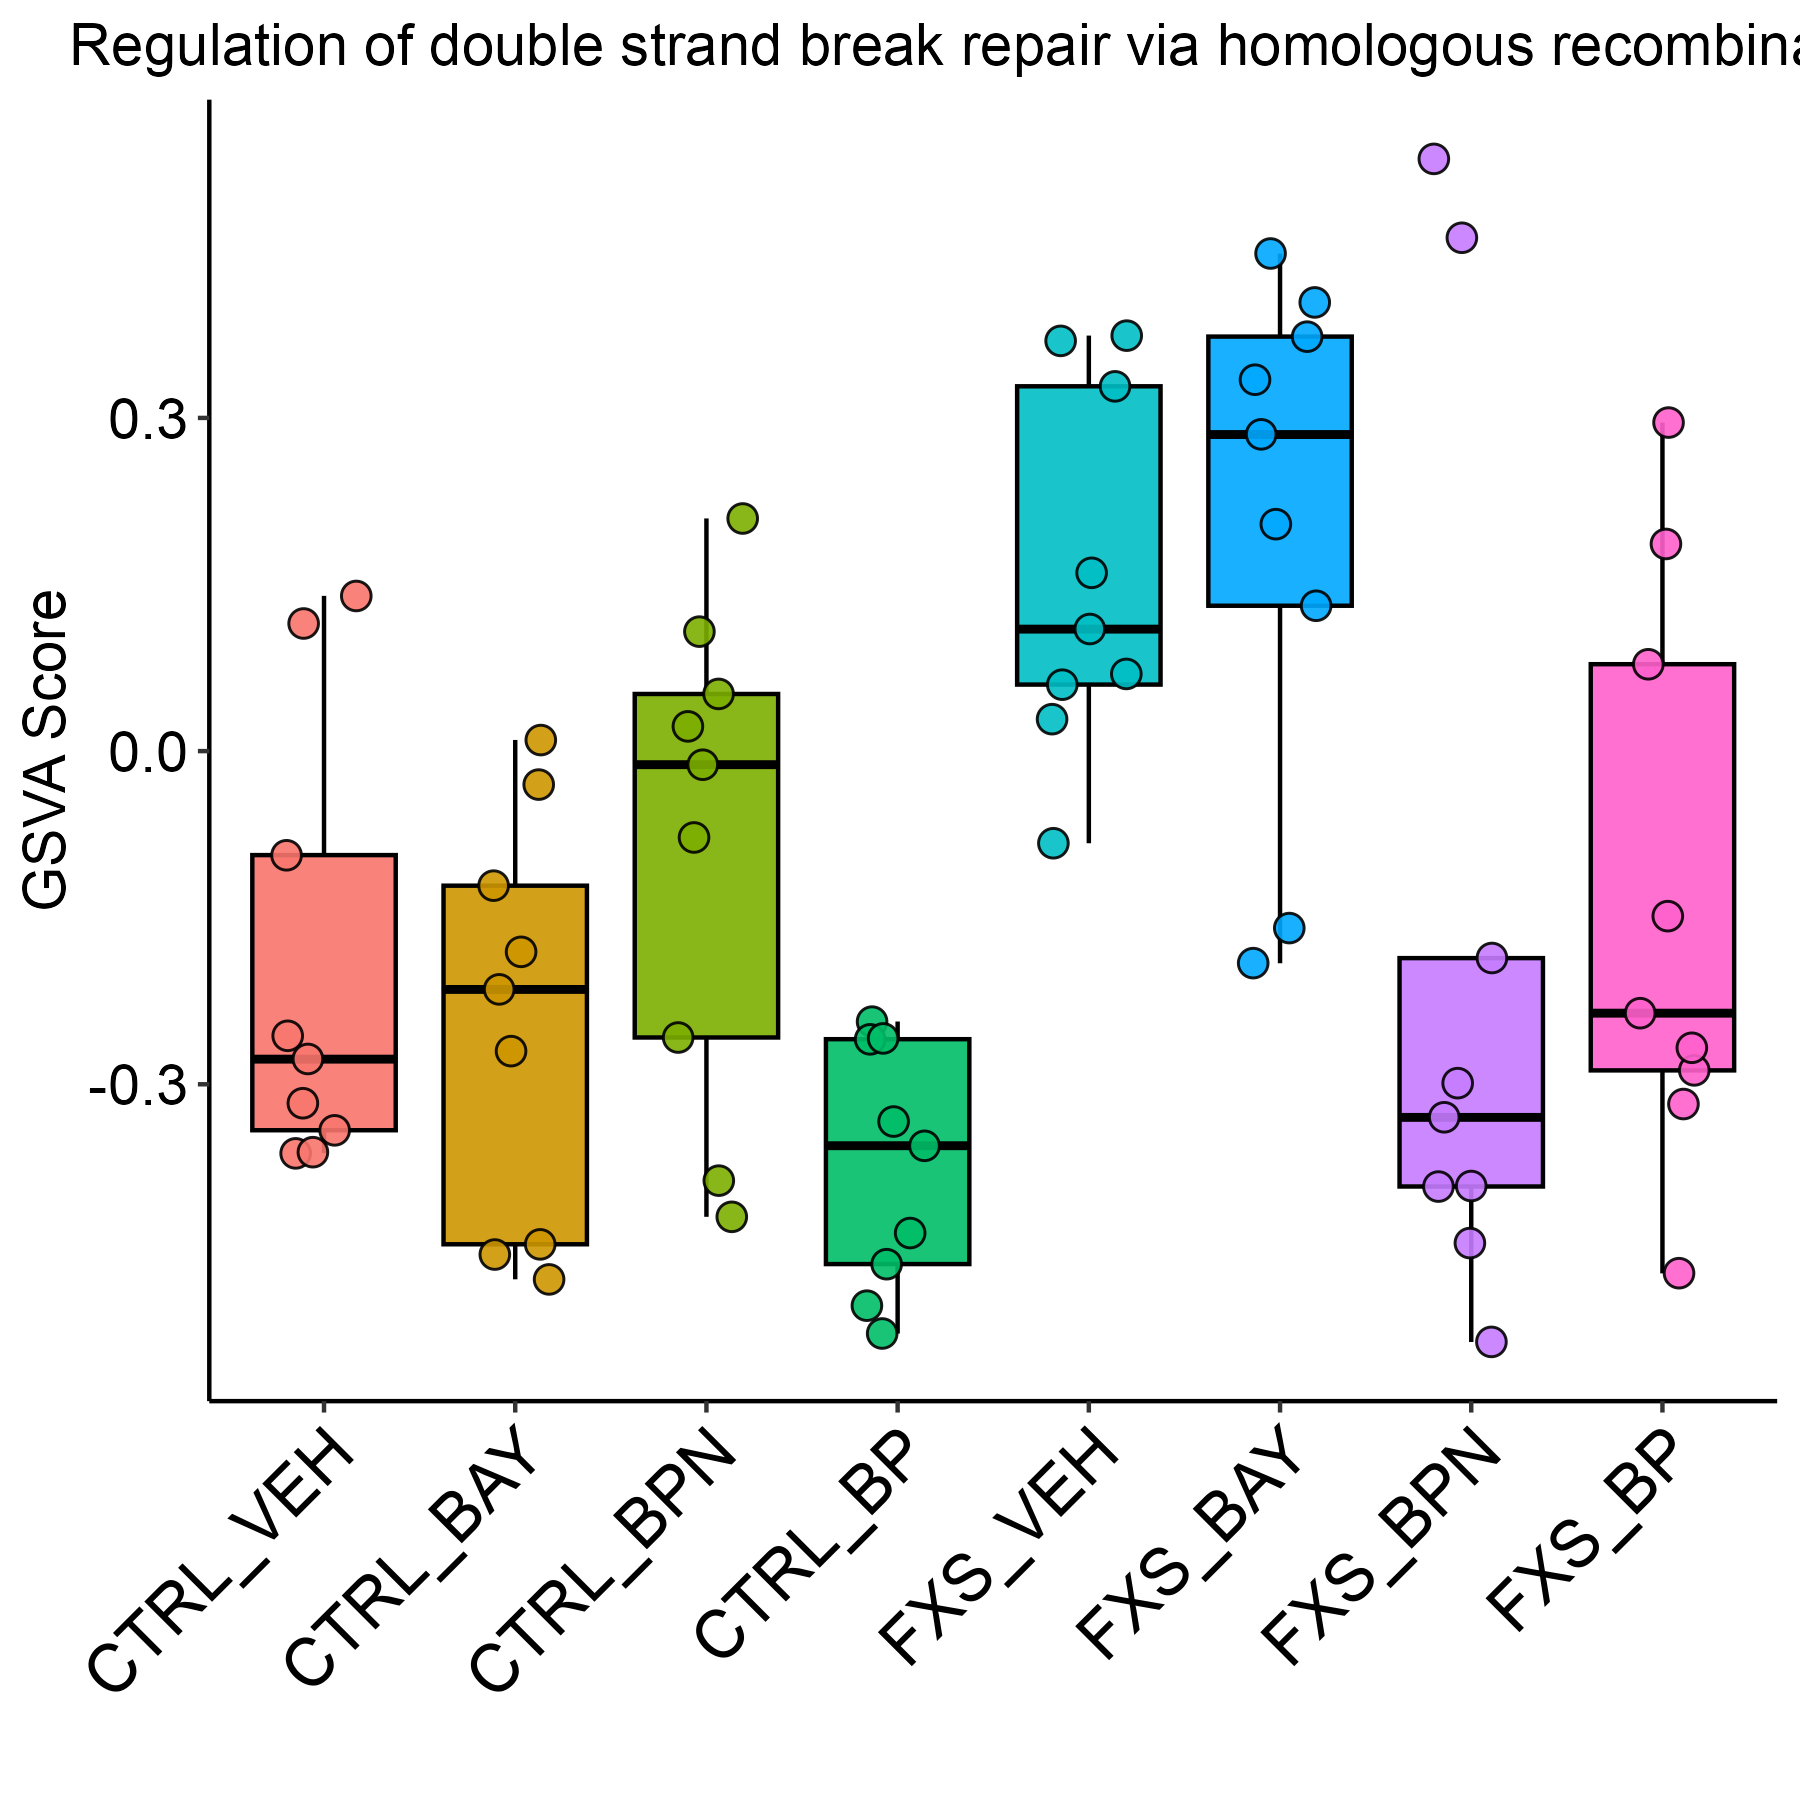 Regulation of double strand break repair via homologous recombina
GSVA Score
0.3
0.0
-0.3
CTRL_VEH
CTRL_BAY
CTRL_BPN
CTRL_BP
FXS_VEH
FXS_BAY
FXS_BPN
FXS_BP